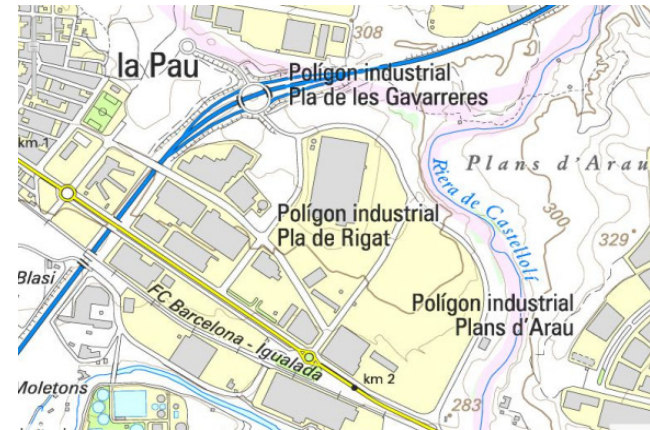 308
la Pau
Polígon industrial
Pla de les Gavarreres
km 1
Plans d'Arau
Riera de Castellolí
300
329
Polígon industrial
Pla de Rigat
Blasi
FC Barcelona - Igualada
Polígon industrial
Plans d'Arau
km 2
Moletons
283